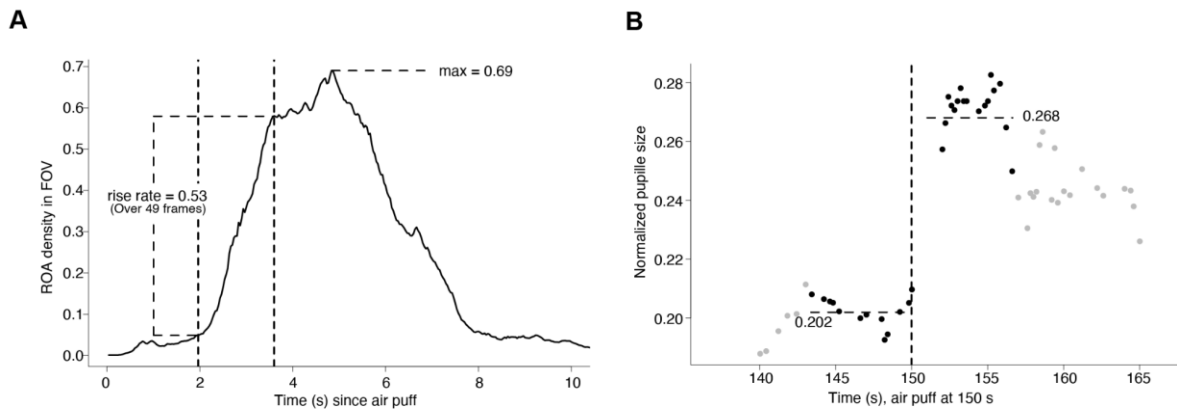 A
B
0.7
0.6
0.5
0.4
0.3
0.2
0.1
0.0
ROA density in FOV
max = 0.69
rise rate = 0.53
(Over 49 frames)
0 2 4 6 8 10
Time (s) since air puff
0.28
0.26
0.24
0.22
0.20
Normalized pupille size
0.268
0.202
140 145 150 155 160 165
Time (s), air puff at 150 s